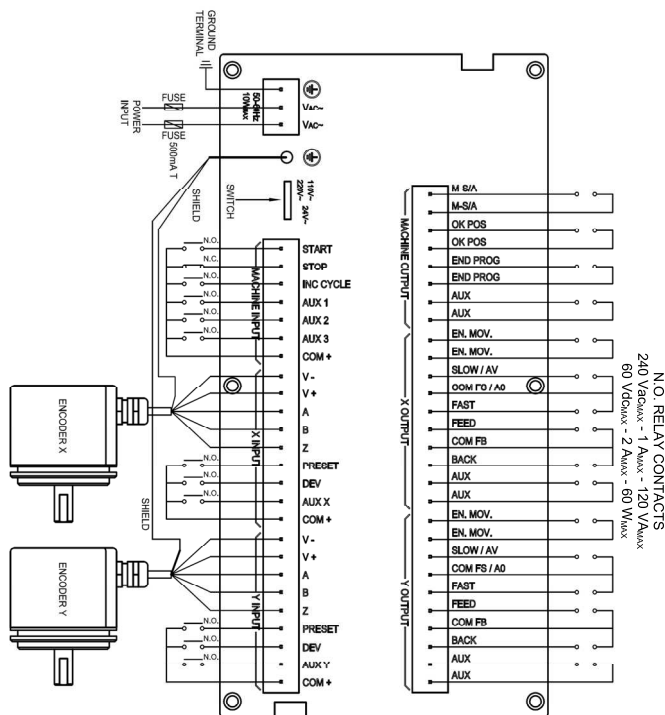 GROUND
TERMINAL
POWER
INPUT
FUSE
FUSE
500mA T
50-60Hz
10WMAX
VAC~
VAC~
SHIELD
SWITCH
24V~
MACHINE INPUT
N.O.
START
N.C.
STOP
N.O.
INC CYCLE
N.O.
AUX 1
N.O.
AUX 2
N.O.
AUX 3
COM +
X INPUT
V -
V +
A
B
Z
N.O.
PRESET
N.O.
DEV
N.O.
AUX X
COM +
Y INPUT
V -
V +
A
B
Z
N.O.
PRESET
N.O.
DEV
N.O.
AUX Y
COM +
ENCODER X
SHIELD
ENCODER Y
MACHINE OUTPUT
M-S/A
M-S/A
OK POS
OK POS
END PROG
END PROG
AUX
AUX
X OUTPUT
EN. MOV.
EN. MOV.
SLOW / AV
COM FS / A0
FAST
FEED
COM FB
BACK
AUX
AUX
Y OUTPUT
EN. MOV.
EN. MOV.
SLOW / AV
COM FS / A0
FAST
FEED
COM FB
BACK
AUX
AUX
N.O. RELAY CONTACTS
240 VacMAX - 1 AMAX - 120 VAMAX
60 VdcMAX - 2 AMAX - 60 WMAX